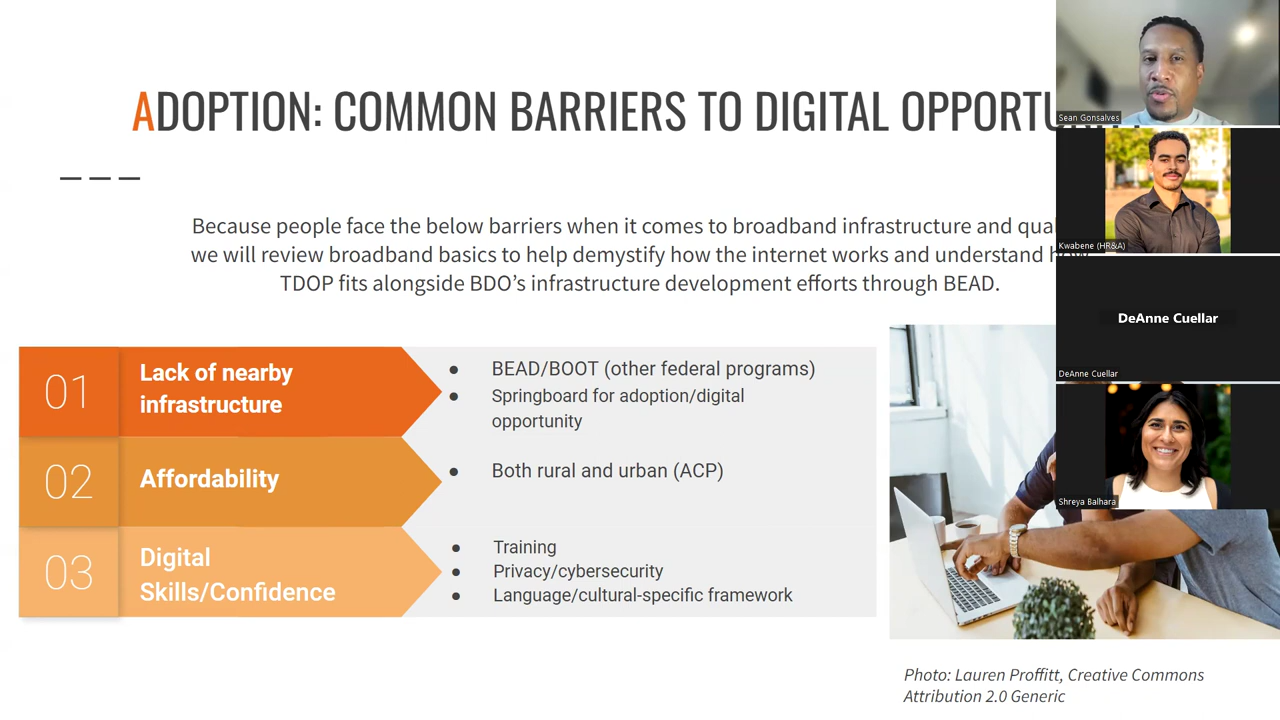 ADOPTION: COMMON BARRIERS TO DIGITAL
Because people face the below barriers when it comes to broadband infrastructure and
we will review broadband basics to help demystify how the internet works and understand
TDOP fits alongside BDO's infrastructure development efforts through BEAD.
01
Lack of nearby
infrastructure
● BEAD/BOOT (other federal programs)
● Springboard for adoption/digital
opportunity
02
Affordability
● Both rural and urban (ACP)
03
Digital
Skills/Confidence
● Training
● Privacy/cybersecurity
● Language/cultural-specific framework
Photo: Lauren Proffitt, Creative Commons
Attribution 2.0 Generic
Sean Gonsalves
Kwabene (HR&A)
DeAnne Cuellar
DeAnne Cuellar
Shreya Balhara